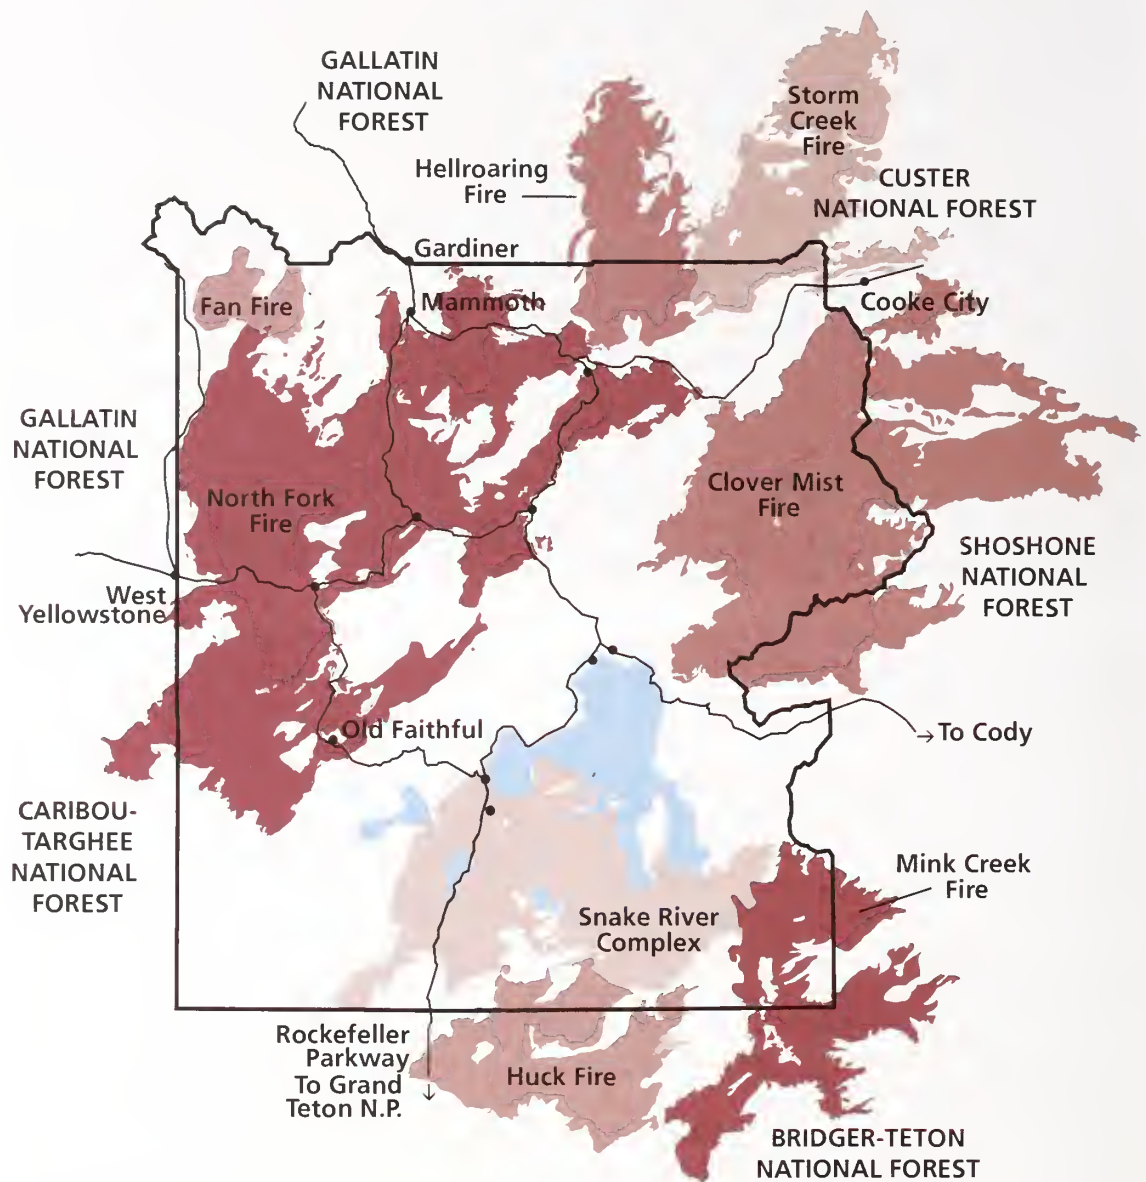 GALLATIN
NATIONAL
FOREST
Storm
Creek
Fire
Hellroaring
Fire
CUSTER
NATIONAL FOREST
Gardiner
Fan Fire
Mammoth
Cooke City
GALLATIN
NATIONAL
FOREST
North Fork
Fire
Clover Mist
Fire
SHOSHONE
NATIONAL
FOREST
West
Yellowstone
Old Faithful
To Cody
CARIBOU-
TARGHEE
NATIONAL
FOREST
Mink Creek
Fire
Snake River
Complex
Rockefeller
Parkway
To Grand
Teton N.P.
Huck Fire
BRIDGER-TETON
NATIONAL FOREST